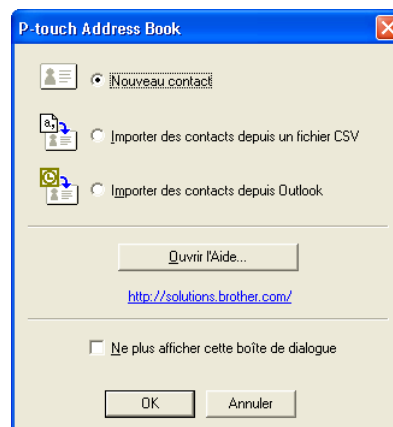 P-touch Address Book
Nouveau contact
a,
Importer des contacts depuis un fichier CSV
Importer des contacts depuis Outlook
Ouvrir l'Aide...
http://solutions.brother.com/
Ne plus afficher cette boîte de dialogue
OK Annuler